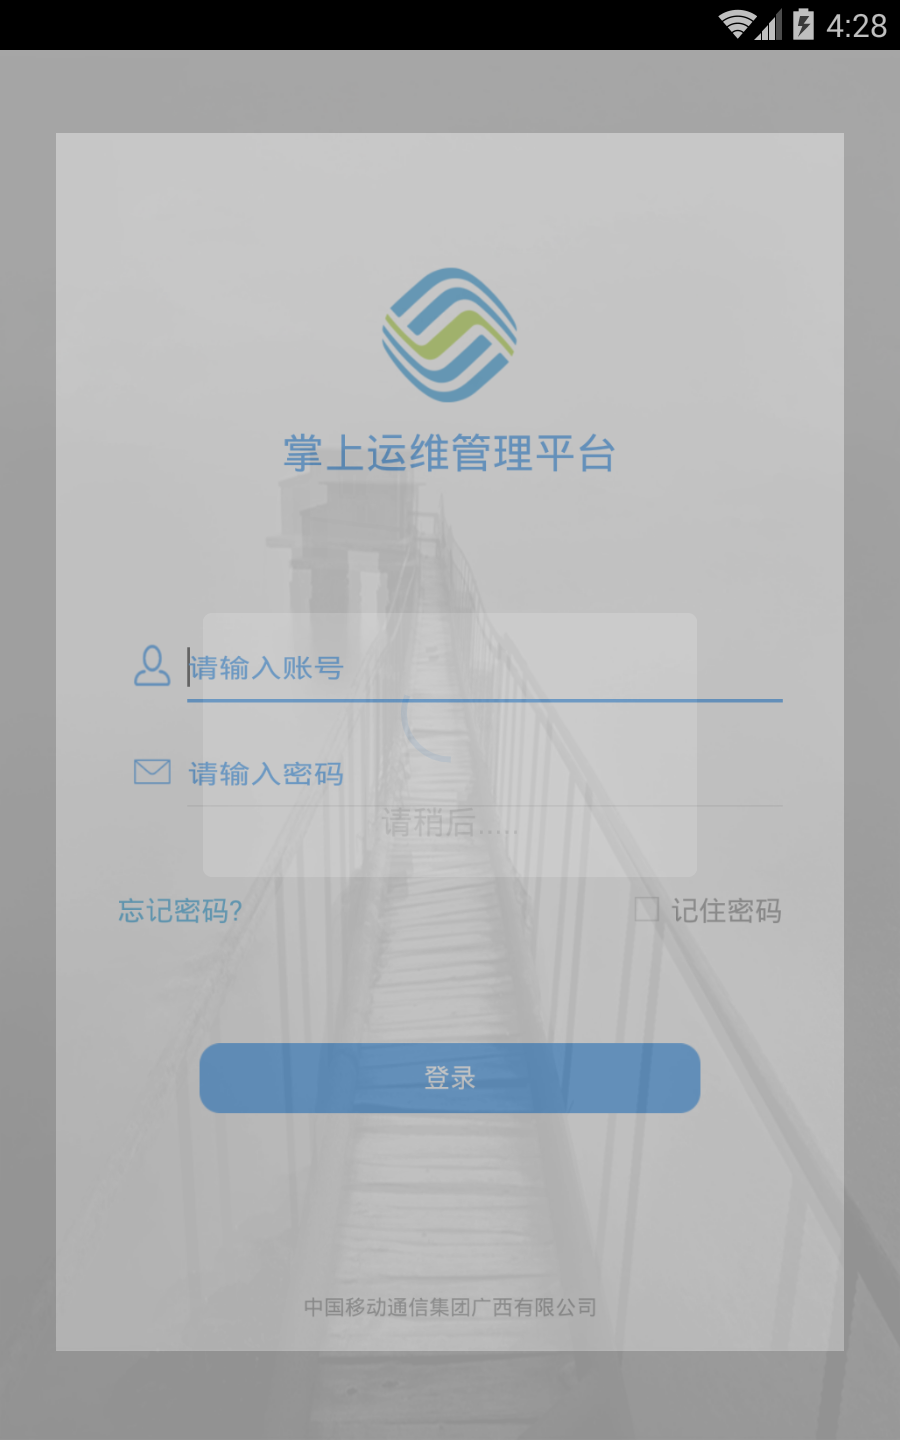 4:28
掌上运维管理平台
请输入账号
请输入密码
请稍后.....
忘记密码?
记住密码
登录
中国移动通信集团广西有限公司